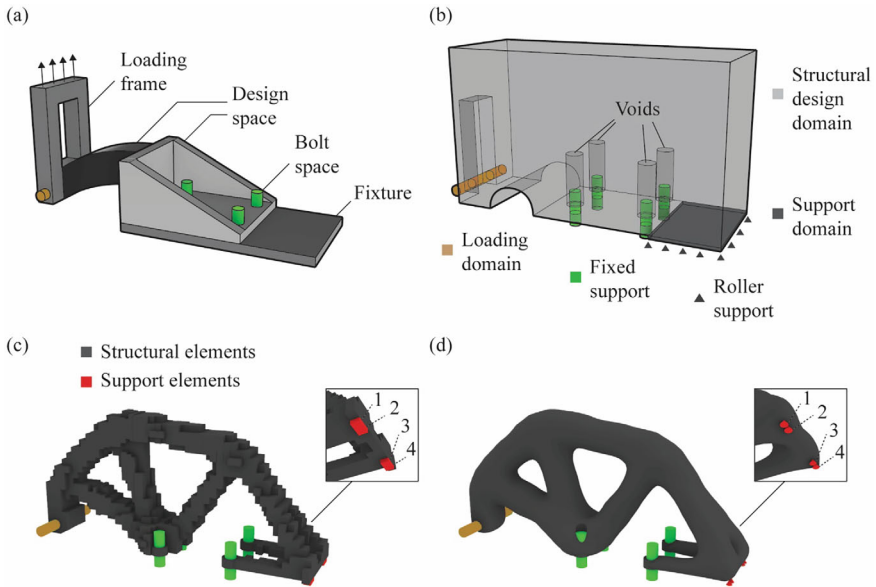 (a)
Loading
frame
Design
space
Bolt
space
Fixture
(b)
Voids
Structural
design
domain
Support
domain
Loading
domain
Fixed
support
Roller
support
(c)
Structural elements
Support elements
1
2
3
4
(d)
1
2
3
4